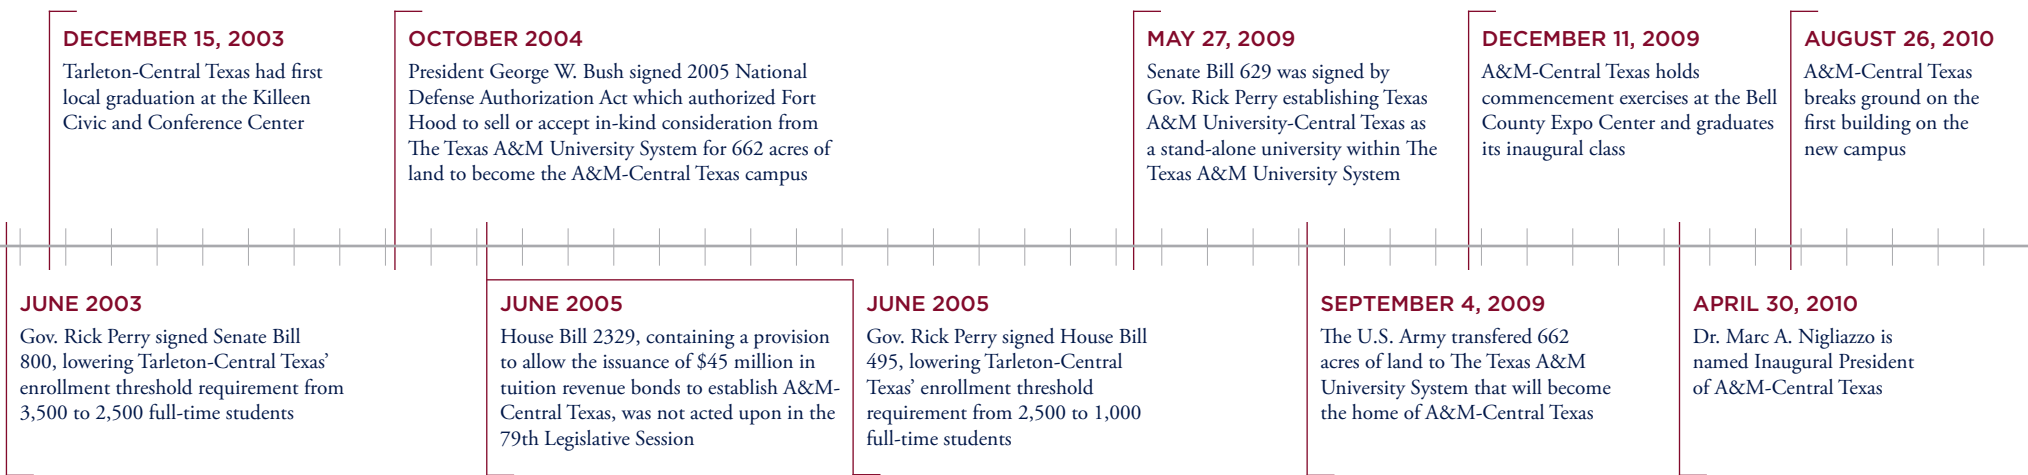 DECEMBER 15, 2003
Tarleton-Central Texas had first
local graduation at the Killeen
Civic and Conference Center
OCTOBER 2004
President George W. Bush signed 2005 National
Defense Authorization Act which authorized Fort
Hood to sell or accept in-kind consideration from
The Texas A&M University System for 662 acres of
land to become the A&M-Central Texas campus
MAY 27, 2009
Senate Bill 629 was signed by
Gov. Rick Perry establishing Texas
A&M University-Central Texas as
a stand-alone university within The
Texas A&M University System
DECEMBER 11, 2009
A&M-Central Texas holds
commencement exercises at the Bell
County Expo Center and graduates
its inaugural class
AUGUST 26, 2010
A&M-Central Texas
breaks ground on the
first building on the
new campus
JUNE 2003
Gov. Rick Perry signed Senate Bill
800, lowering Tarleton-Central Texas’
enrollment threshold requirement from
3,500 to 2,500 full-time students
JUNE 2005
House Bill 2329, containing a provision
to allow the issuance of $45 million in
tuition revenue bonds to establish A&M-
Central Texas, was not acted upon in the
79th Legislative Session
JUNE 2005
Gov. Rick Perry signed House Bill
495, lowering Tarleton-Central
Texas’ enrollment threshold
requirement from 2,500 to 1,000
full-time students
SEPTEMBER 4, 2009
The U.S. Army transfered 662
acres of land to The Texas A&M
University System that will become
the home of A&M-Central Texas
APRIL 30, 2010
Dr. Marc A. Nigliazzo is
named Inaugural President
of A&M-Central Texas